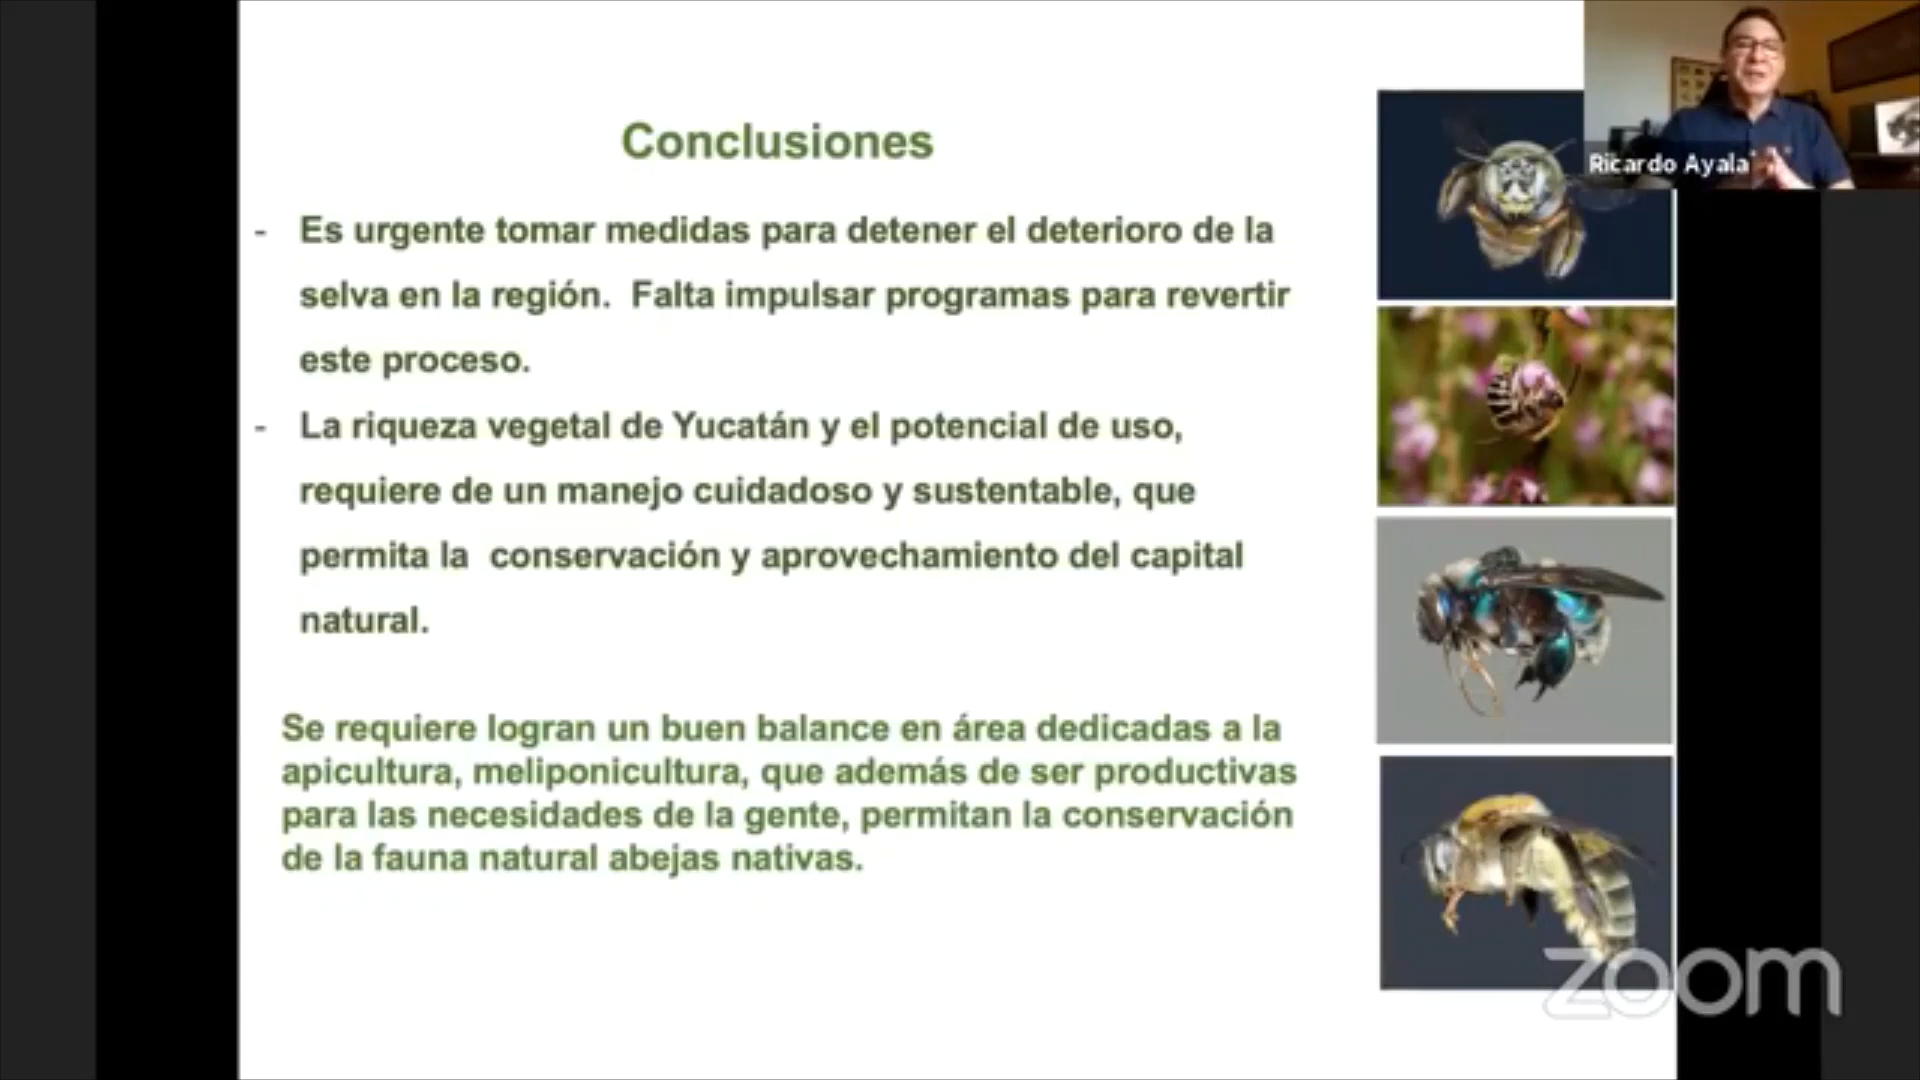 Conclusiones
- Es urgente tomar medidas para detener el deterioro de la
selva en la región. Falta impulsar programas para revertir
este proceso.
- La riqueza vegetal de Yucatán y el potencial de uso,
requiere de un manejo cuidadoso y sustentable, que
permita la conservación y aprovechamiento del capital
natural.
Se requiere logran un buen balance en área dedicadas a la
apicultura, meliponicultura, que además de ser productivas
para las necesidades de la gente, permitan la conservación
de la fauna natural abejas nativas.
Ricardo Ayala
zoom